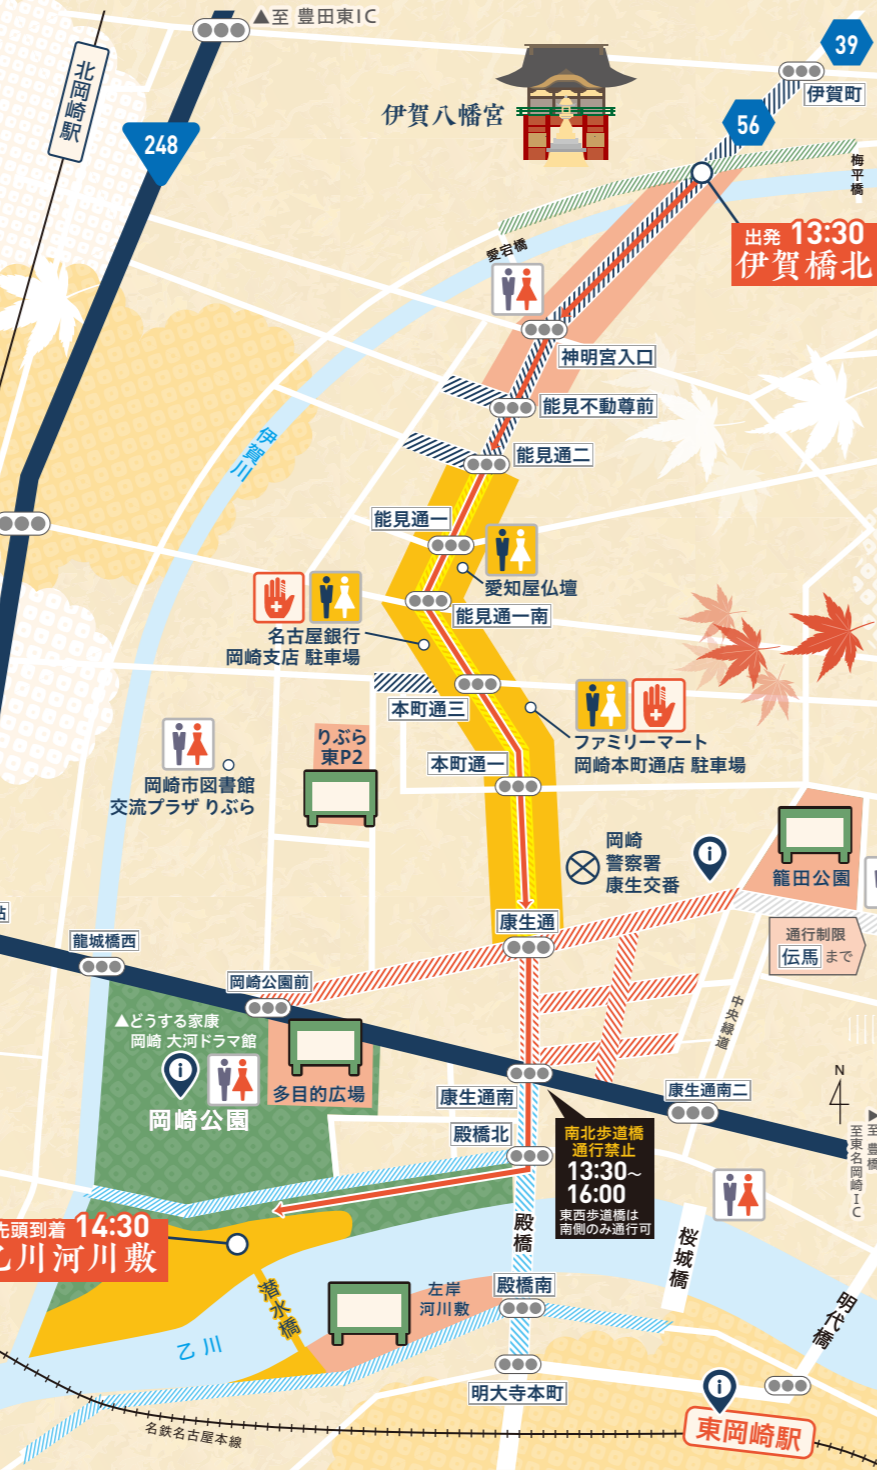 ▲至 豊田東IC
39
北岡崎駅
伊賀町
伊賀八幡宮
56
248
梅平橋
出発 13:30
伊賀橋北
愛宕橋
神明宮入口
能見不動尊前
伊賀川
能見通二
能見通一
愛知屋仏壇
能見通一南
名古屋銀行
岡崎支店 駐車場
本町通三
りぶら
東P2
ファミリーマート
岡崎本町通店 駐車場
本町通一
岡崎市図書館
交流プラザ りぶら
岡崎
警察署
康生交番
籠田公園
康生通
通行制限
伝馬 まで
龍城橋西
岡崎公園前
中央緑道
▲どうする家康
岡崎 大河ドラマ館
岡崎公園
多目的広場
N
康生通南
康生通南二
殿橋北
南北歩道橋
通行禁止
13:30～
16:00
東西歩道橋は
南側のみ通行可
▶至 豊橋
至東名岡崎IC
先頭到着 14:30
乙川河川敷
殿橋
桜城橋
潜水橋
左岸
河川敷
殿橋南
明代橋
乙川
明大寺本町
東岡崎駅
名鉄名古屋本線